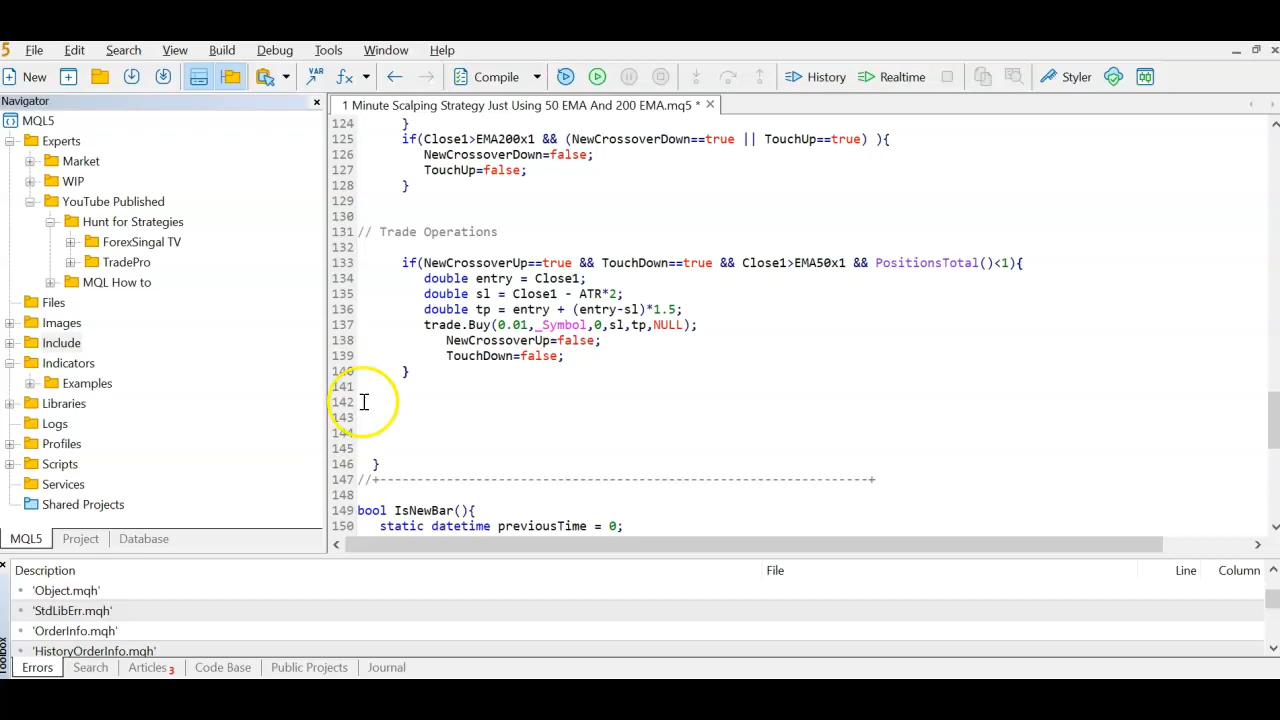 5 File Edit Search View Build Debug Tools Window Help
New VAR fx Compile History Rearrange Styler
Navigator
1 Minute Scalping Strategy Just Using 50 EMA And 200 EMA.mq5 *
MQL5
Experts
Market
WIP
YouTube Published
Hunt for Strategies
ForexSingal TV
TradePro
MQL How to
Files
Images
Include
Indicators
Examples
Libraries
Logs
Profiles
Scripts
Services
Shared Projects
MQL5 Project Database
124 }
125 if(Close1>EMA200x1 && (NewCrossoverDown==true || TouchUp==true) ){
126 NewCrossoverDown=false;
127 TouchUp=false;
128 }
129
130
131 // Trade Operations
132
133 if(NewCrossoverUp==true && TouchDown==true && Close1>EMA50x1 && PositionsTotal()<1){
134 double entry = Close1;
135 double sl = Close1 - ATR*2;
136 double tp = entry + (entry-sl)*1.5;
137 trade.Buy(0.01,_Symbol,0,sl,tp,NULL);
138 NewCrossoverUp=false;
139 TouchDown=false;
140 }
141
142
143
144
145
146 }
147 //+------------------------------------------------------------------+
148
149 bool IsNewBar(){
150 static datetime previousTime = 0;
Description File Line Column
'Object.mqh'
'StdLibErr.mqh'
'OrderInfo.mqh'
'HistoryOrderInfo.mqh'
Errors Search Articles 3 Code Base Public Projects Journal
Toolbox